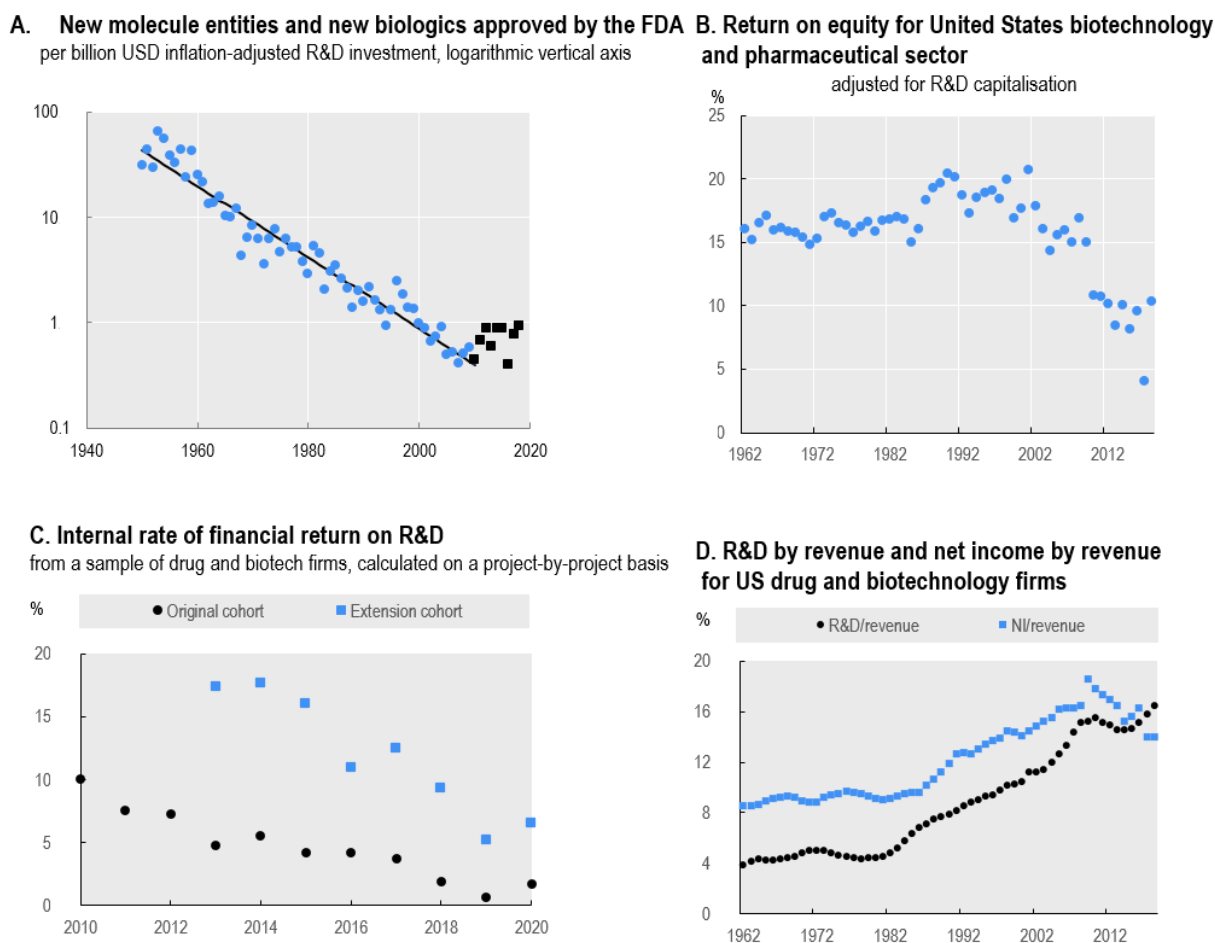 A. New molecule entities and new biologics approved by the FDA
per billion USD inflation-adjusted R&D investment, logarithmic vertical axis
100
10
1
0.1
1940 1960 1980 2000 2020
B. Return on equity for United States biotechnology
and pharmaceutical sector
adjusted for R&D capitalisation
%
25
20
15
10
5
0
1962 1972 1982 1992 2002 2012
C. Internal rate of financial return on R&D
from a sample of drug and biotech firms, calculated on a project-by-project basis
%
Original cohort Extension cohort
20
15
10
5
0
2010 2012 2014 2016 2018 2020
D. R&D by revenue and net income by revenue
for US drug and biotechnology firms
%
R&D/revenue NI/revenue
20
16
12
8
4
0
1962 1972 1982 1992 2002 2012